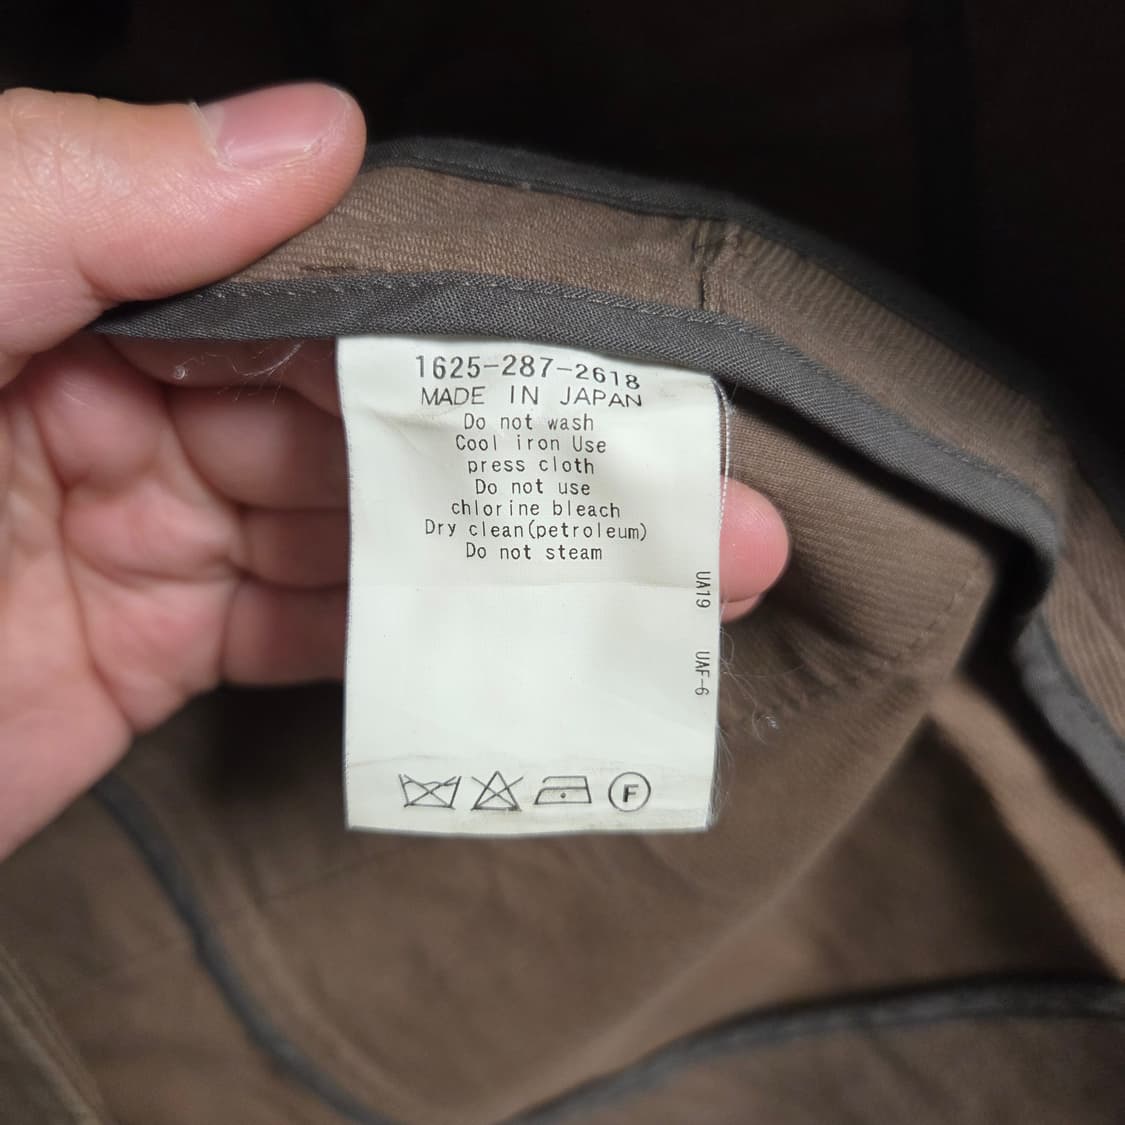 1625-287-2618
MADE IN JAPAN
Do not wash
Cool iron Use
press cloth
Do not use
chlorine bleach
Dry clean(petroleum)
Do not steam
UA19 UAF-6
F